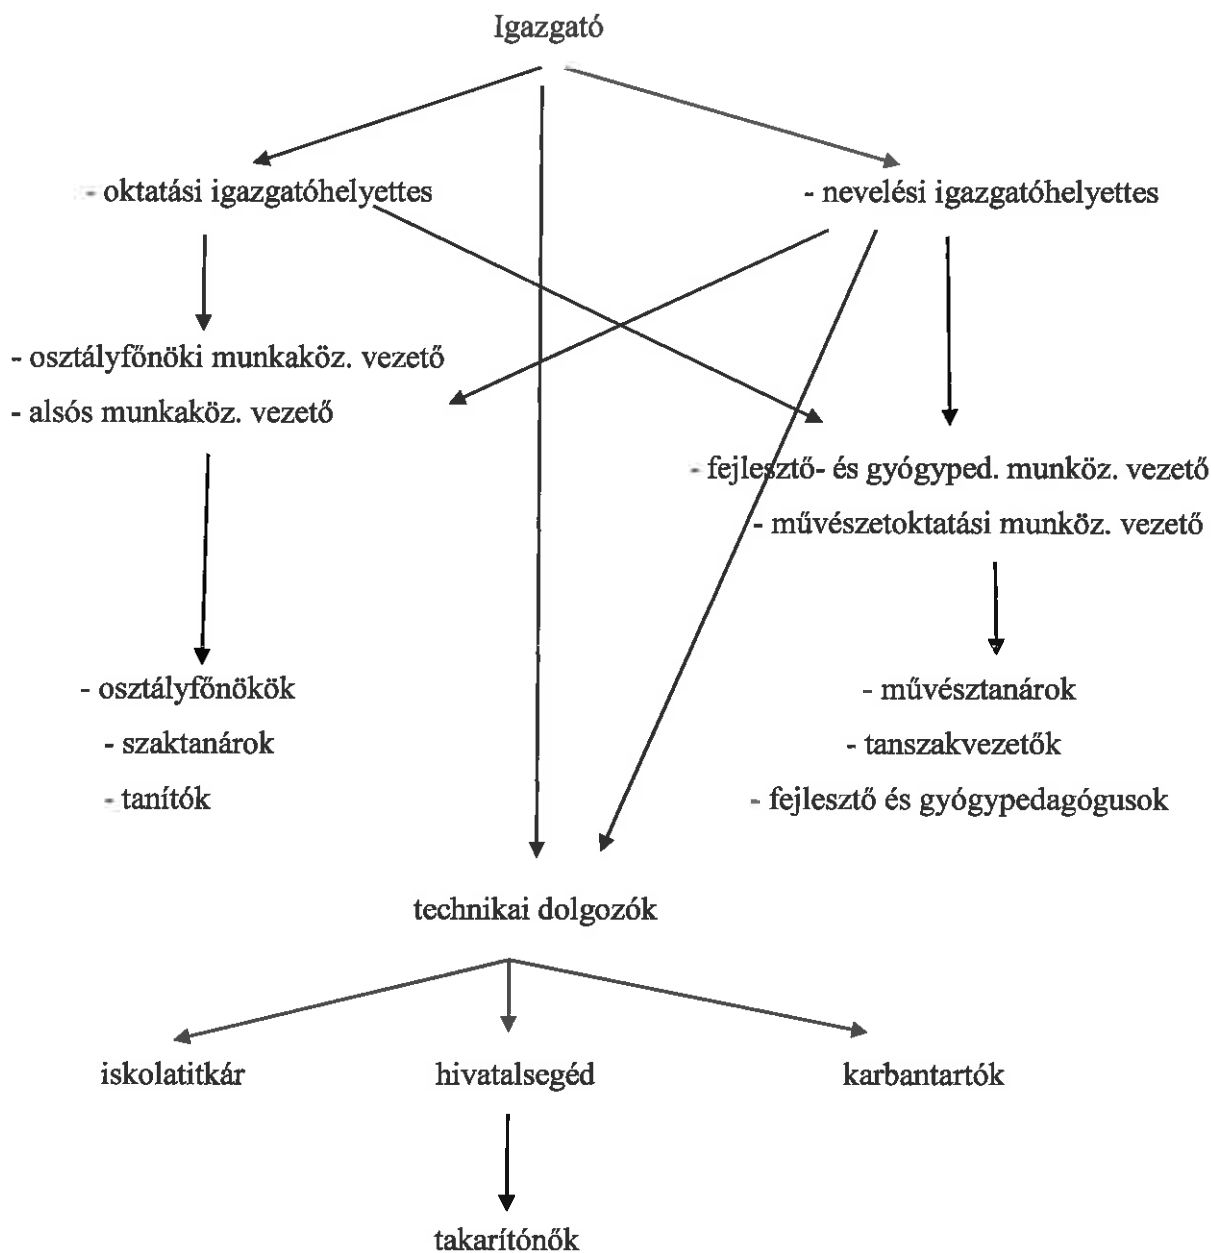 Igazgató
- oktatási igazgatóhelyettes
- nevelési igazgatóhelyettes
- osztályfőnöki munkaköz. vezető
- alsós munkaköz. vezető
- fejlesztő- és gyógyped. munköz. vezető
- művészetoktatási munköz. vezető
- osztályfőnökök
- szaktanárok
- tanítók
- művésztanárok
- tanszakvezetők
- fejlesztő és gyógypedagógusok
technikai dolgozók
iskolatitkár
hivatalsegéd
karbantartók
takarítónők